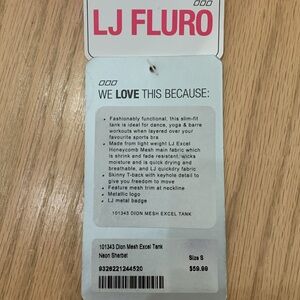 LJ FLURO
WE LOVE THIS BECAUSE:
• Fashionably functional, this slim-fit
tank is ideal for dance, yoga & barre
workouts when layered over your
favourite sports bra
• Made from light weight LJ Excel
Honeycomb Mesh main fabric which
is shrink and fade resistant, wicks
moisture and is quick drying and
breathable, and LJ quickdry fabric
• Skinny T-back with keyhole detail to
give you freedom to move
• Feature mesh trim at neckline
• Metallic logo
• LJ metal badge
101343 DION MESH EXCEL TANK
101343 Dion Mesh Excel Tank
Neon Sherbet
Size S
9326221244520
$59.99